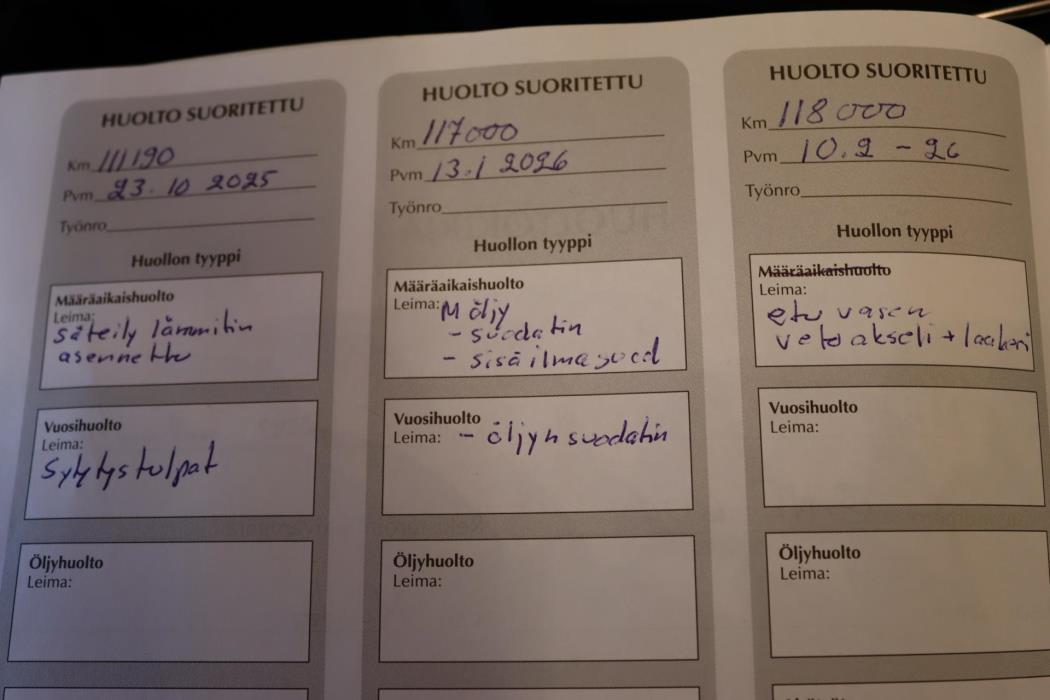 HUOLTO SUORITETTU
Km 111190
Pvm 23.10 2025
Työnro
Huollon tyyppi
Määräaikaishuolto
Leima:
säteily lämmitin
asennettu
Vuosihuolto
Leima:
Sytytystulpat
Öljyhuolto
Leima:
HUOLTO SUORITETTU
Km 117000
Pvm 13.1 2026
Työnro
Huollon tyyppi
Määräaikaishuolto
Leima: M öljy
- suodatin
- sisäilmasuod
Vuosihuolto
Leima: - öljyn suodatin
Öljyhuolto
Leima:
HUOLTO SUORITETTU
Km 118000
Pvm 10.2 - 26
Työnro
Huollon tyyppi
Määräaikaishuolto
Leima:
etu vasen
vetoakseli + laakeri
Vuosihuolto
Leima:
Öljyhuolto
Leima: